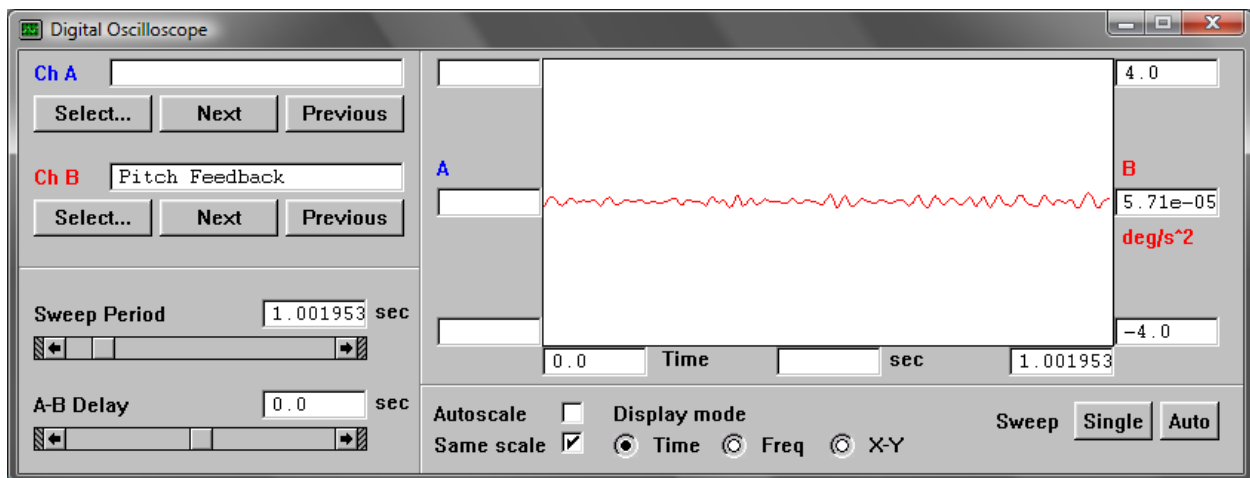 Digital Oscilloscope
Ch A
Select... Next Previous
Ch B Pitch Feedback
Select... Next Previous
Sweep Period 1.001953 sec
A-B Delay 0.0 sec
4.0
A B
5.71e-05
deg/s^2
-4.0
0.0 Time sec 1.001953
Autoscale Display mode
Same scale Time Freq X-Y
Sweep Single Auto